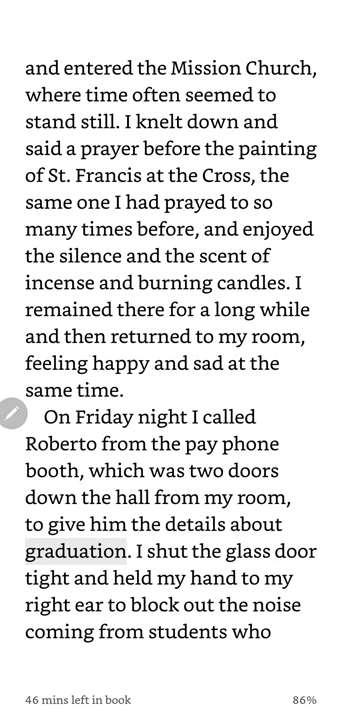 and entered the Mission Church,
where time often seemed to
stand still. I knelt down and
said a prayer before the painting
of St. Francis at the Cross, the
same one I had prayed to so
many times before, and enjoyed
the silence and the scent of
incense and burning candles. I
remained there for a long while
and then returned to my room,
feeling happy and sad at the
same time.
On Friday night I called
Roberto from the pay phone
booth, which was two doors
down the hall from my room,
to give him the details about
graduation. I shut the glass door
tight and held my hand to my
right ear to block out the noise
coming from students who
46 mins left in book 86%